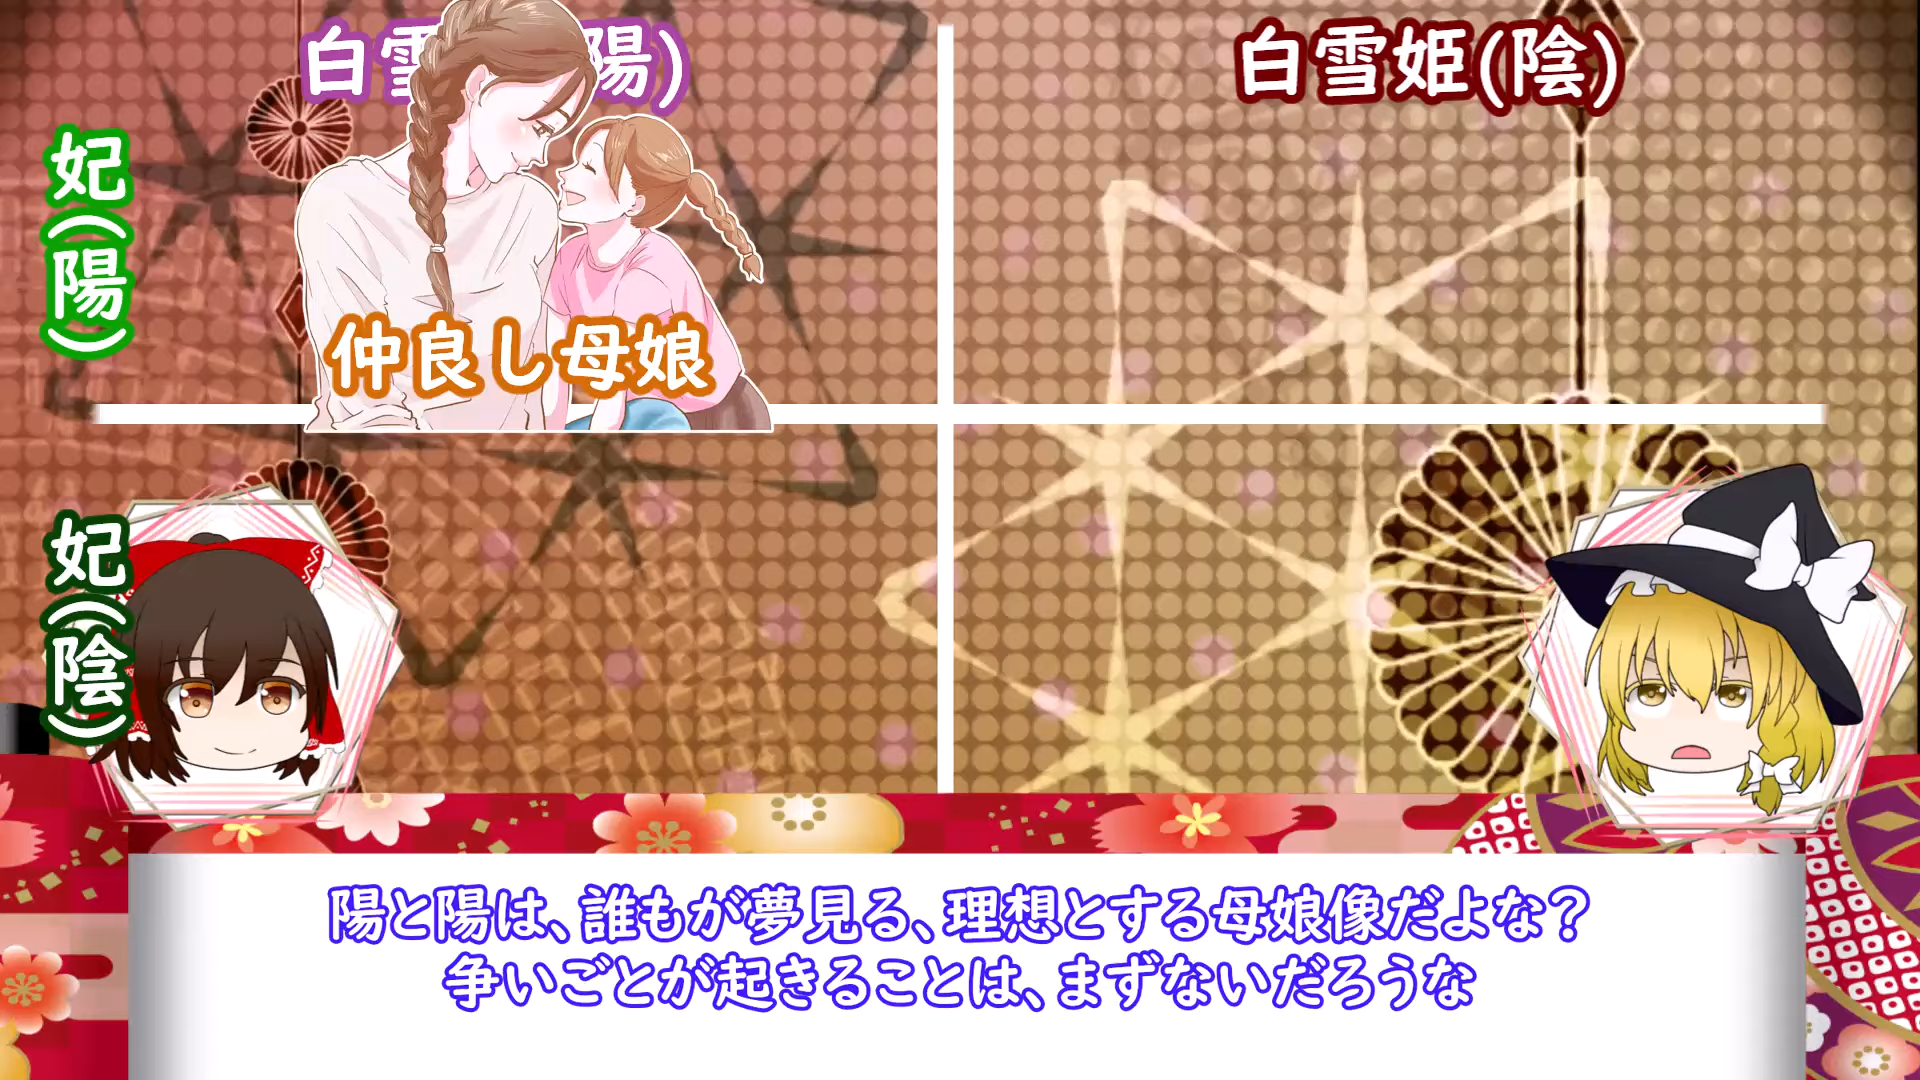 白雪 陽)
白雪姫(陰)
妃(陽)
仲良し母娘
妃(陰)
陽と陽は、誰もが夢見る、理想とする母娘像だよな?
争いごとが起きることは、まずないだろうな